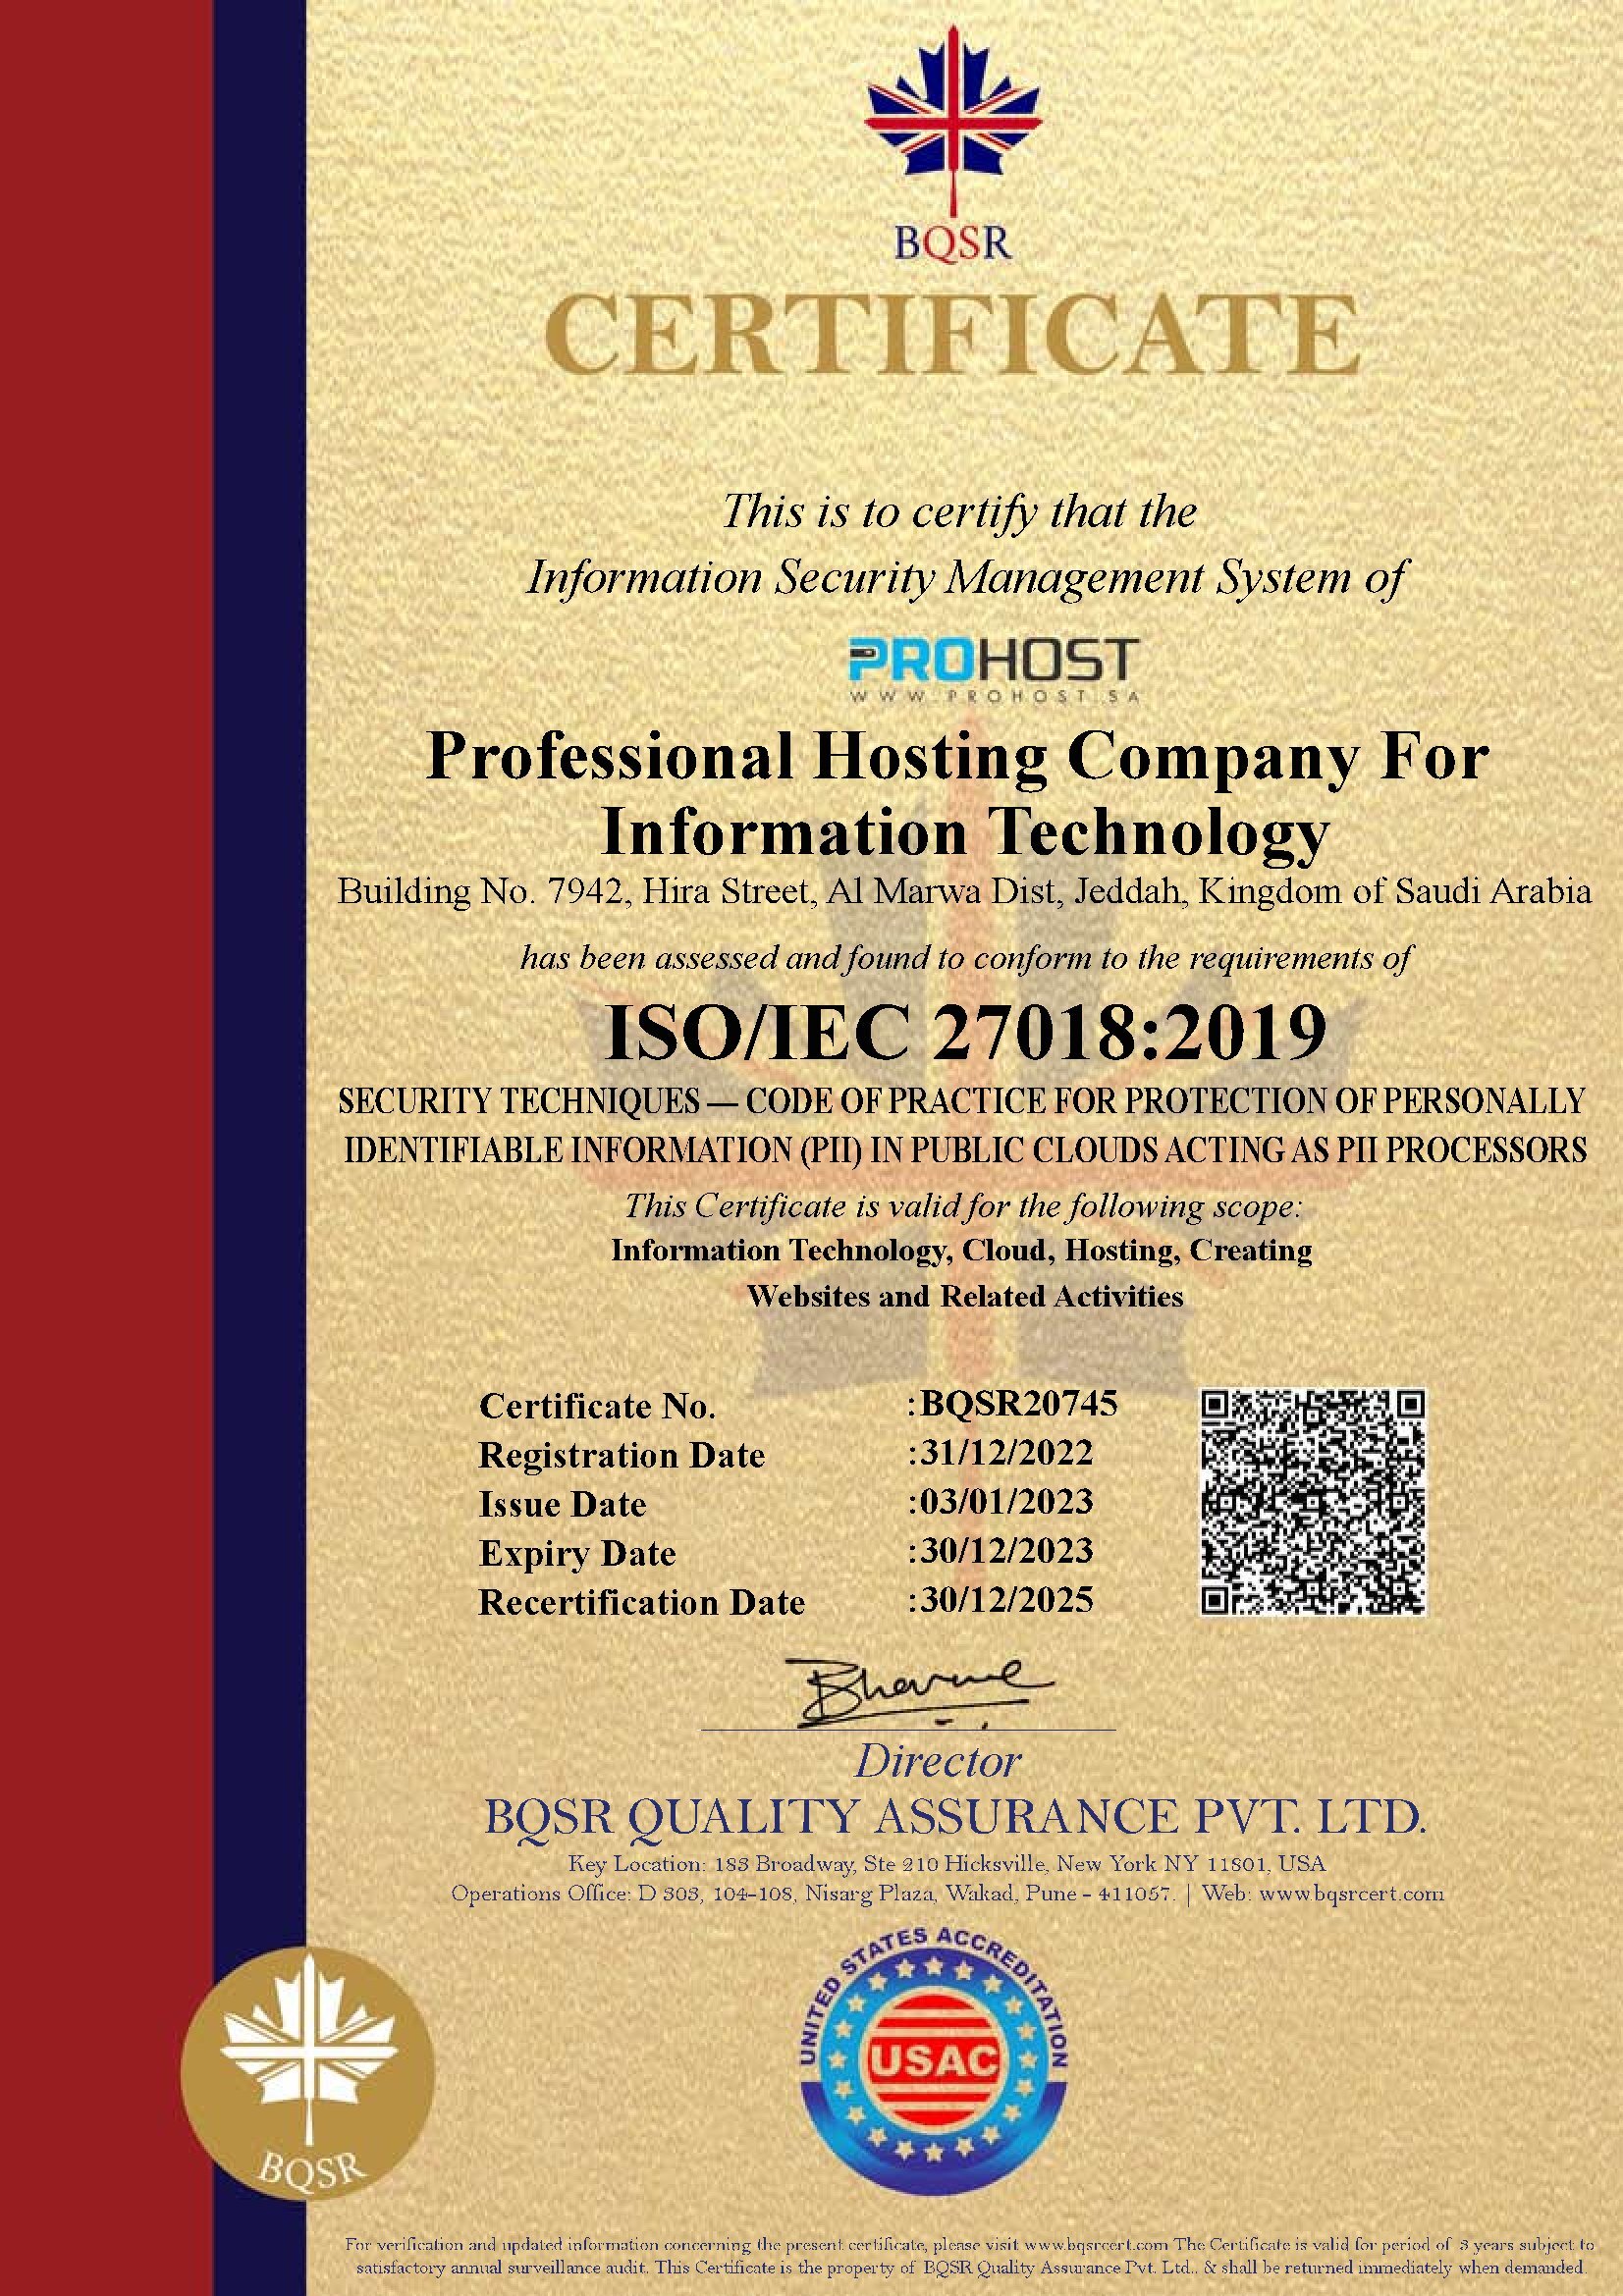 BQSR
CERTIFICATE
This is to certify that the
Information Security Management System of
PROHOST
WWW.PROHOST.SA
Professional Hosting Company For
Information Technology
Building No. 7942, Hira Street, Al Marwa Dist, Jeddah, Kingdom of Saudi Arabia
has been assessed and found to conform to the requirements of
ISO/IEC 27018:2019
SECURITY TECHNIQUES — CODE OF PRACTICE FOR PROTECTION OF PERSONALLY
IDENTIFIABLE INFORMATION (PII) IN PUBLIC CLOUDS ACTING AS PII PROCESSORS
This Certificate is valid for the following scope:
Information Technology, Cloud, Hosting, Creating
Websites and Related Activities
Certificate No. :BQSR20745
Registration Date :31/12/2022
Issue Date :03/01/2023
Expiry Date :30/12/2023
Recertification Date :30/12/2025
Director
BQSR QUALITY ASSURANCE PVT. LTD.
Key Location: 183 Broadway, Ste 210 Hicksville, New York NY 11801, USA
Operations Office: D 303, 104-108, Nisarg Plaza, Wakad, Pune - 411057. | Web: www.bqsrcert.com
UNITED STATES ACCREDITATION
USAC
BQSR
For verification and updated information concerning the present certificate, please visit www.bqsrcert.com The Certificate is valid for period of 3 years subject to
satisfactory annual surveillance audit. This Certificate is the property of BQSR Quality Assurance Pvt. Ltd.. & shall be returned immediately when demanded.